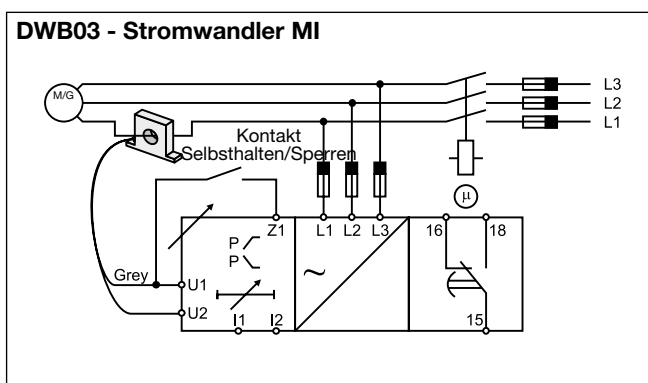 DWB03 - Stromwandler MI
M/G
L3
L2
L1
Kontakt
Selbsthalten/Sperren
μ
Z1 L1 L2 L3 16 18
P
P
~
Grey
U1
U2
I1 I2 15